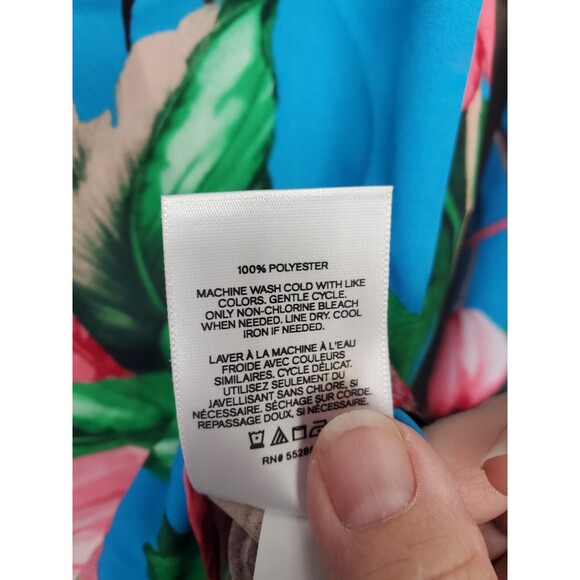 100% POLYESTER
MACHINE WASH COLD WITH LIKE
COLORS. GENTLE CYCLE.
ONLY NON-CHLORINE BLEACH
WHEN NEEDED. LINE DRY. COOL
IRON IF NEEDED.
LAVER À LA MACHINE À L'EAU
FROIDE AVEC COULEURS
SIMILAIRES. CYCLE DÉLICAT.
UTILISEZ SEULEMENT DU
JAVELLISANT SANS CHLORE, SI
NÉCESSAIRE. SÉCHAGE SUR CORDE
REPASSAGE DOUX, SI NÉCESSAIRE
RN#